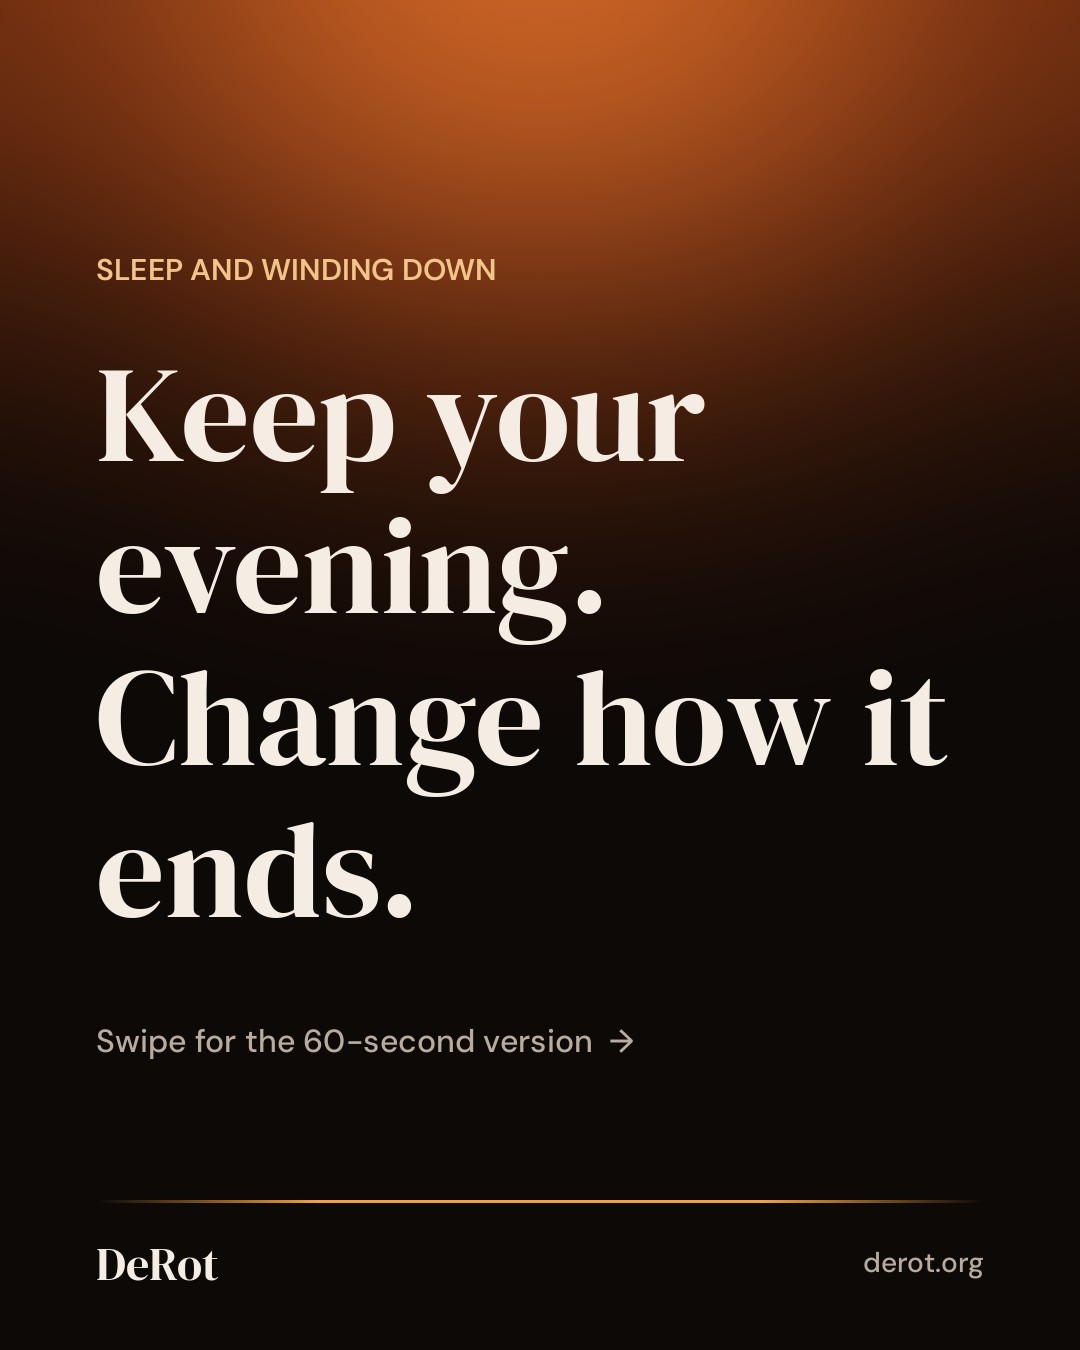 SLEEP AND WINDING DOWN
Keep your
evening.
Change how it
ends.
Swipe for the 60-second version →
DeRot
derot.org